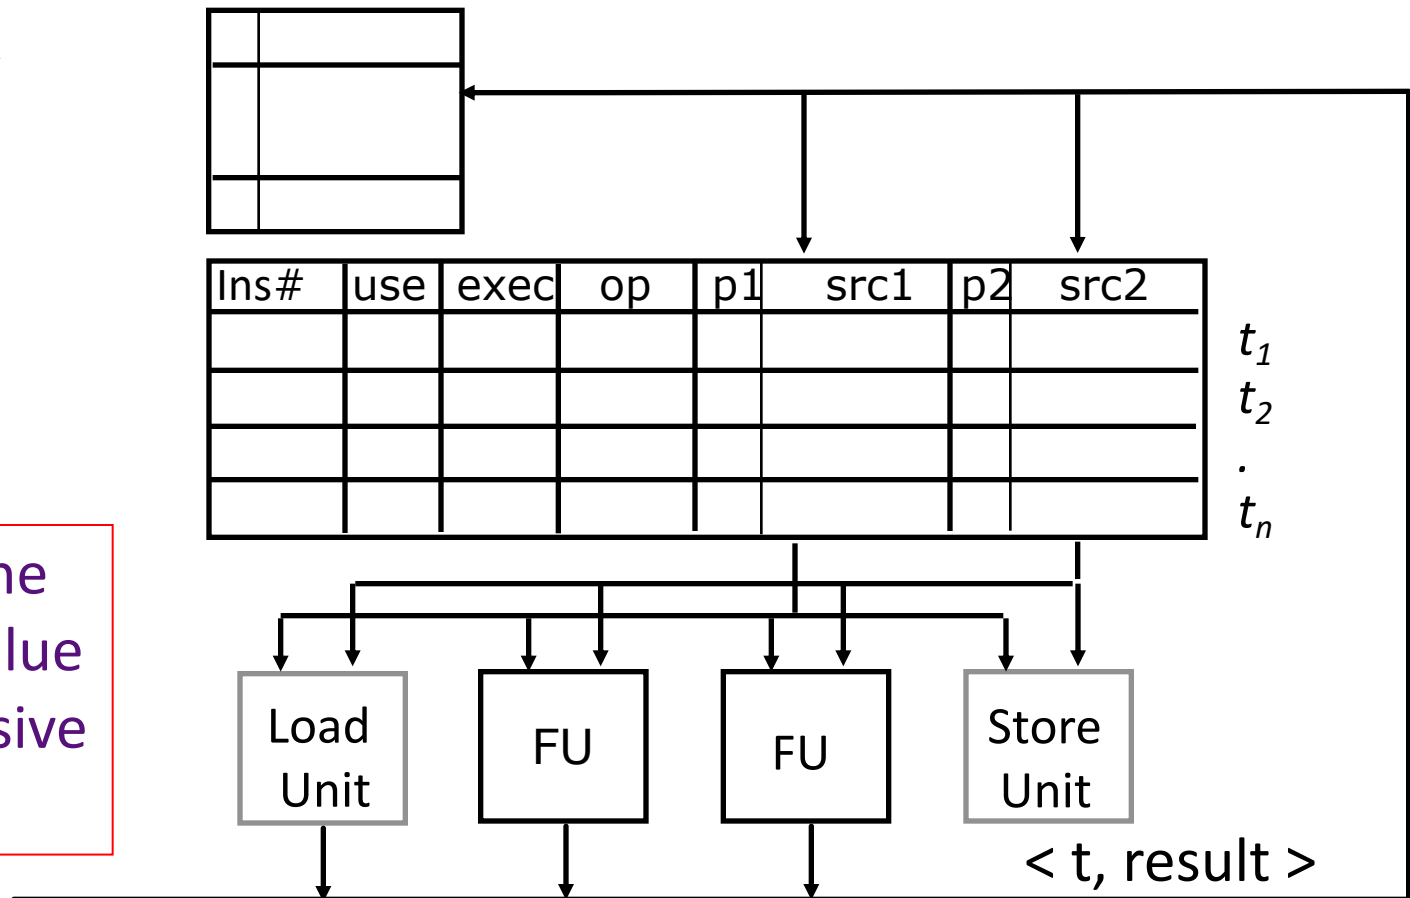 Ins# use exec op p1 src1 p2 src2
t1
t2
.
tn
ne
lue
sive
Load
Unit
FU
FU
Store
Unit
< t, result >